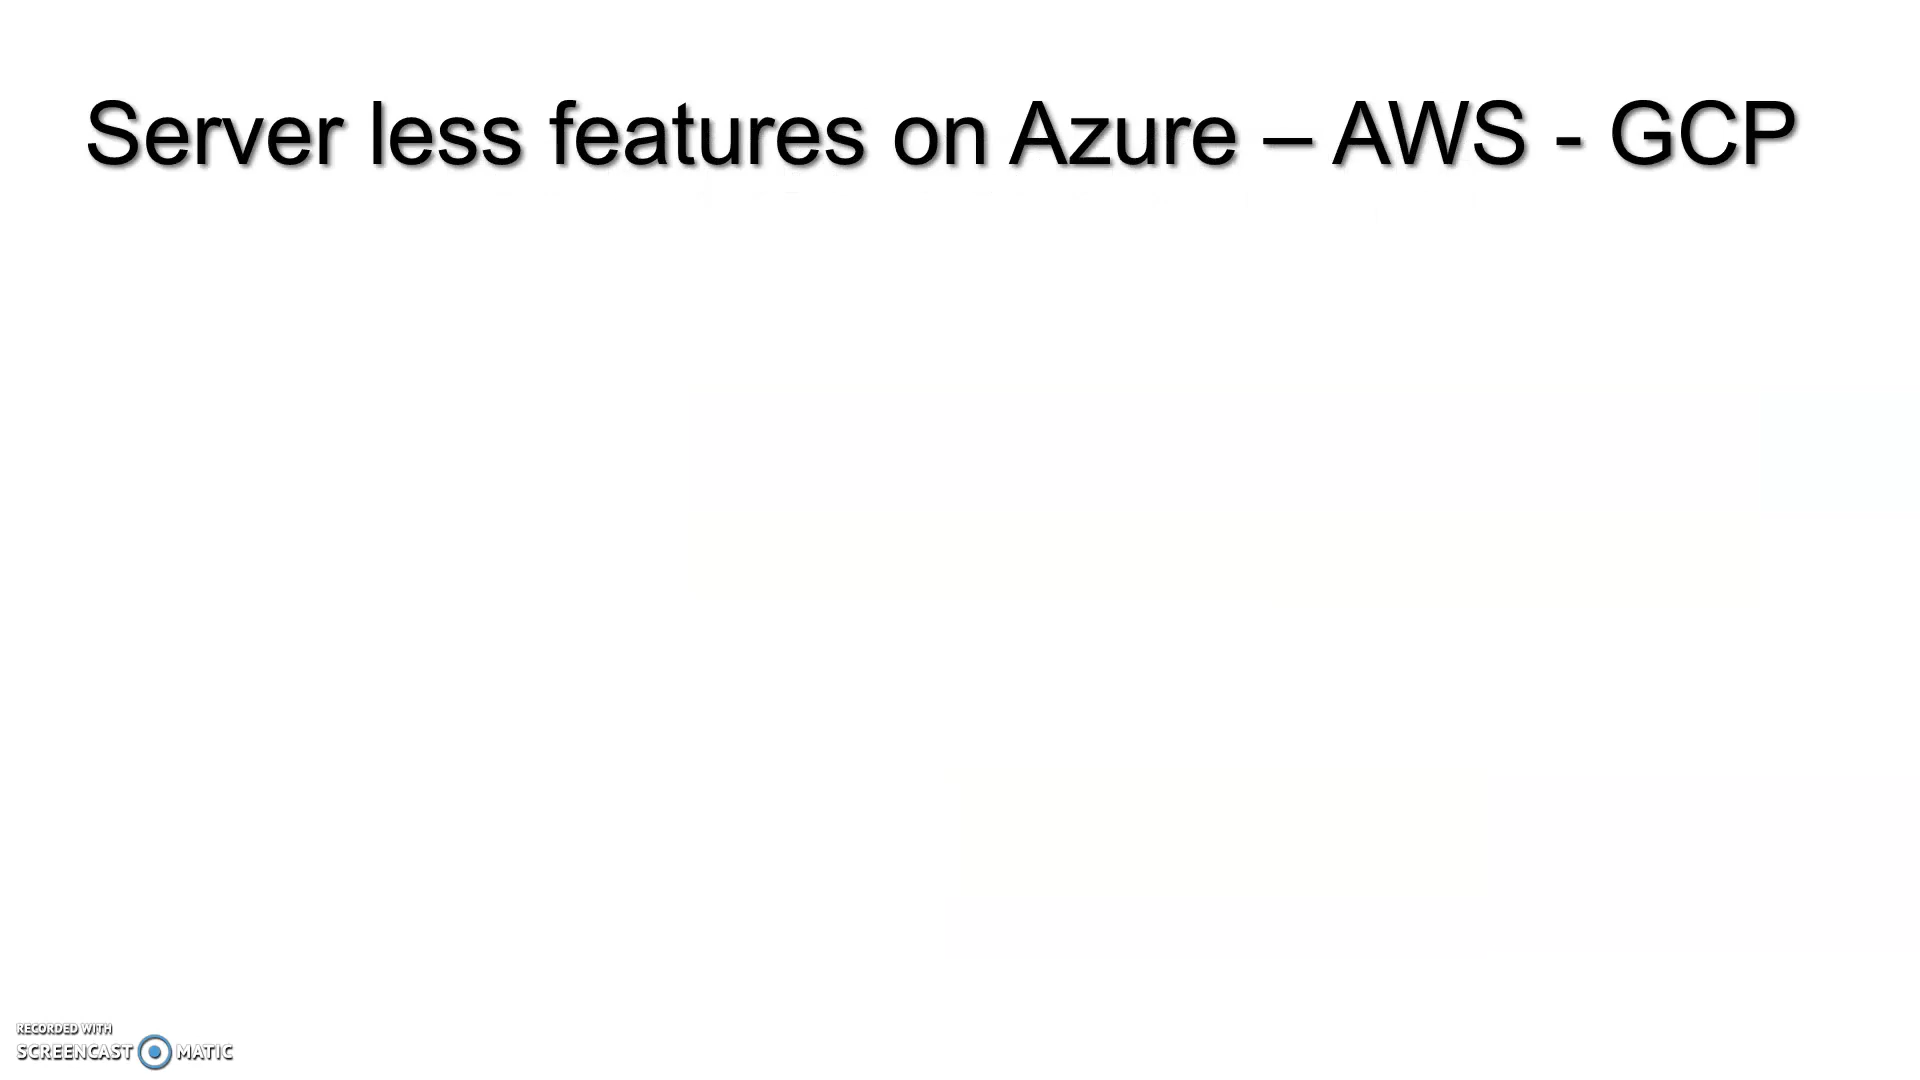 Server less features on Azure – AWS - GCP
RECORDED WITH
SCREENCAST MATIC